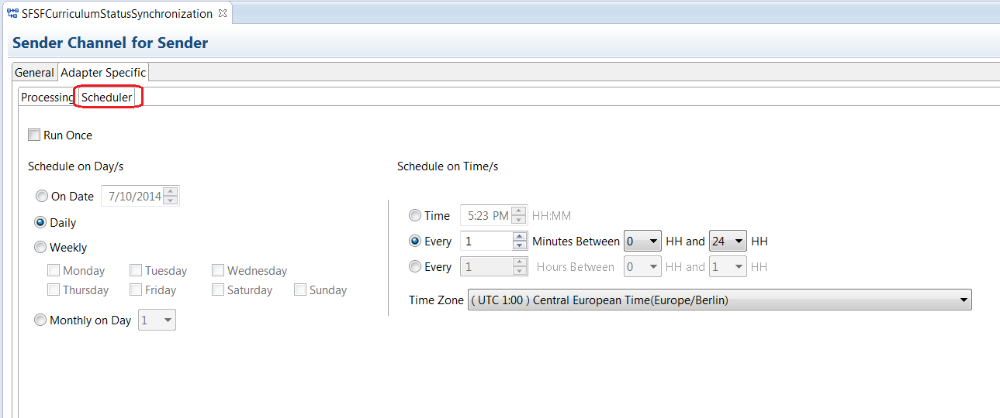 SFSFCurriculumStatusSynchronization
Sender Channel for Sender
General Adapter Specific
Processing Scheduler
Run Once
Schedule on Day/s
On Date 7/10/2014
Daily
Weekly
Monday Tuesday Wednesday
Thursday Friday Saturday Sunday
Monthly on Day 1
Schedule on Time/s
Time 5:23 PM HH:MM
Every 1 Minutes Between 0 HH and 24 HH
Every 1 Hours Between 0 HH and 1 HH
Time Zone ( UTC 1:00 ) Central European Time(Europe/Berlin)